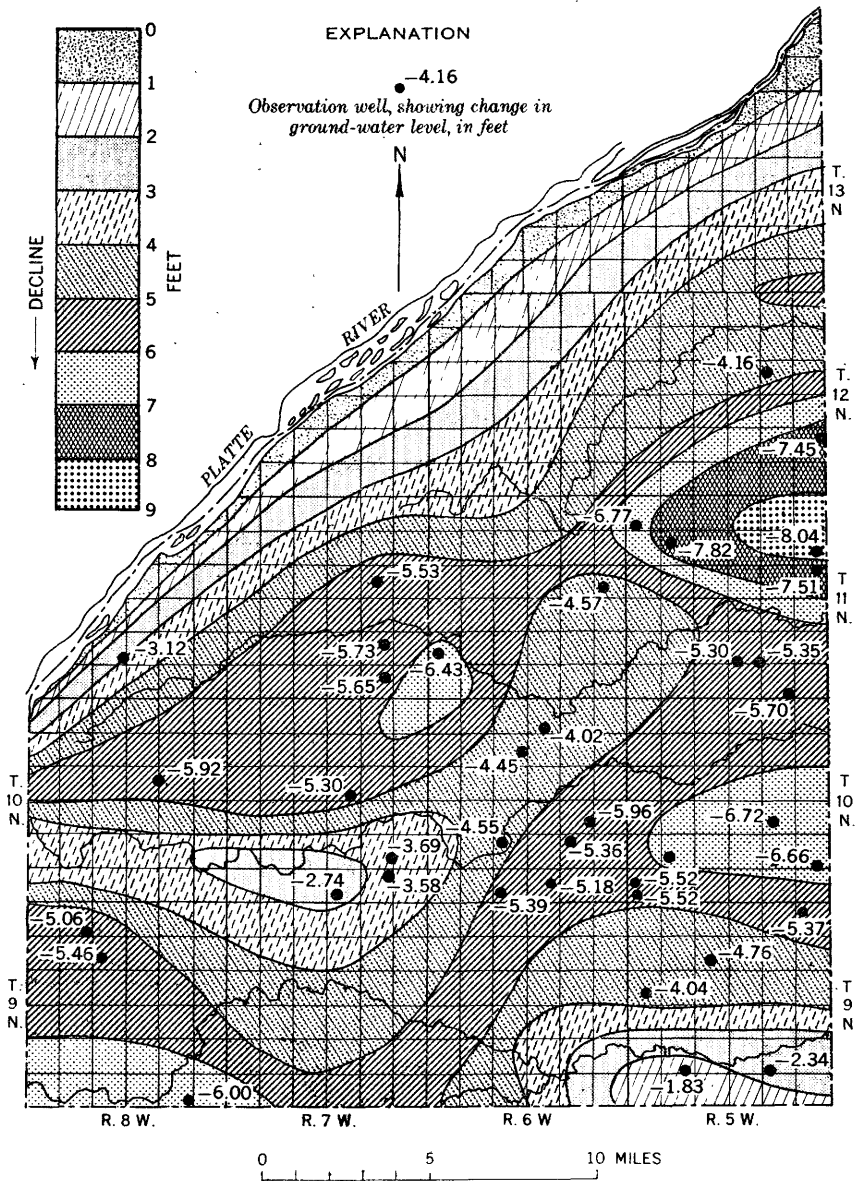 EXPLANATION
0
1
2
3
4
5
6
7
8
9
FEET
DECLINE
−4.16
Observation well, showing change in
ground-water level, in feet
N
PLATTE
RIVER
T.
13
N
T.
12
N.
T
11
N.
T.
10
N.
T.
10
N.
T.
9
N.
T.
9
N
−4.16
−7.45
−6.77
−7.82
−8.04
−7.51
−5.53
−4.57
−3.12
−5.73
−6.43
−5.65
−5.30
−5.35
−5.70
−4.02
−4.45
−5.92
−5.30
−5.96
−6.72
−4.55
−5.36
−3.69
−3.58
−2.74
−6.66
−5.52
−5.18
−5.52
−5.39
−5.37
−5.06
−5.46
−4.76
−4.04
−2.34
−1.83
−6.00
R. 8 W.
R. 7 W.
R. 6 W
R. 5 W.
0 5 10 MILES